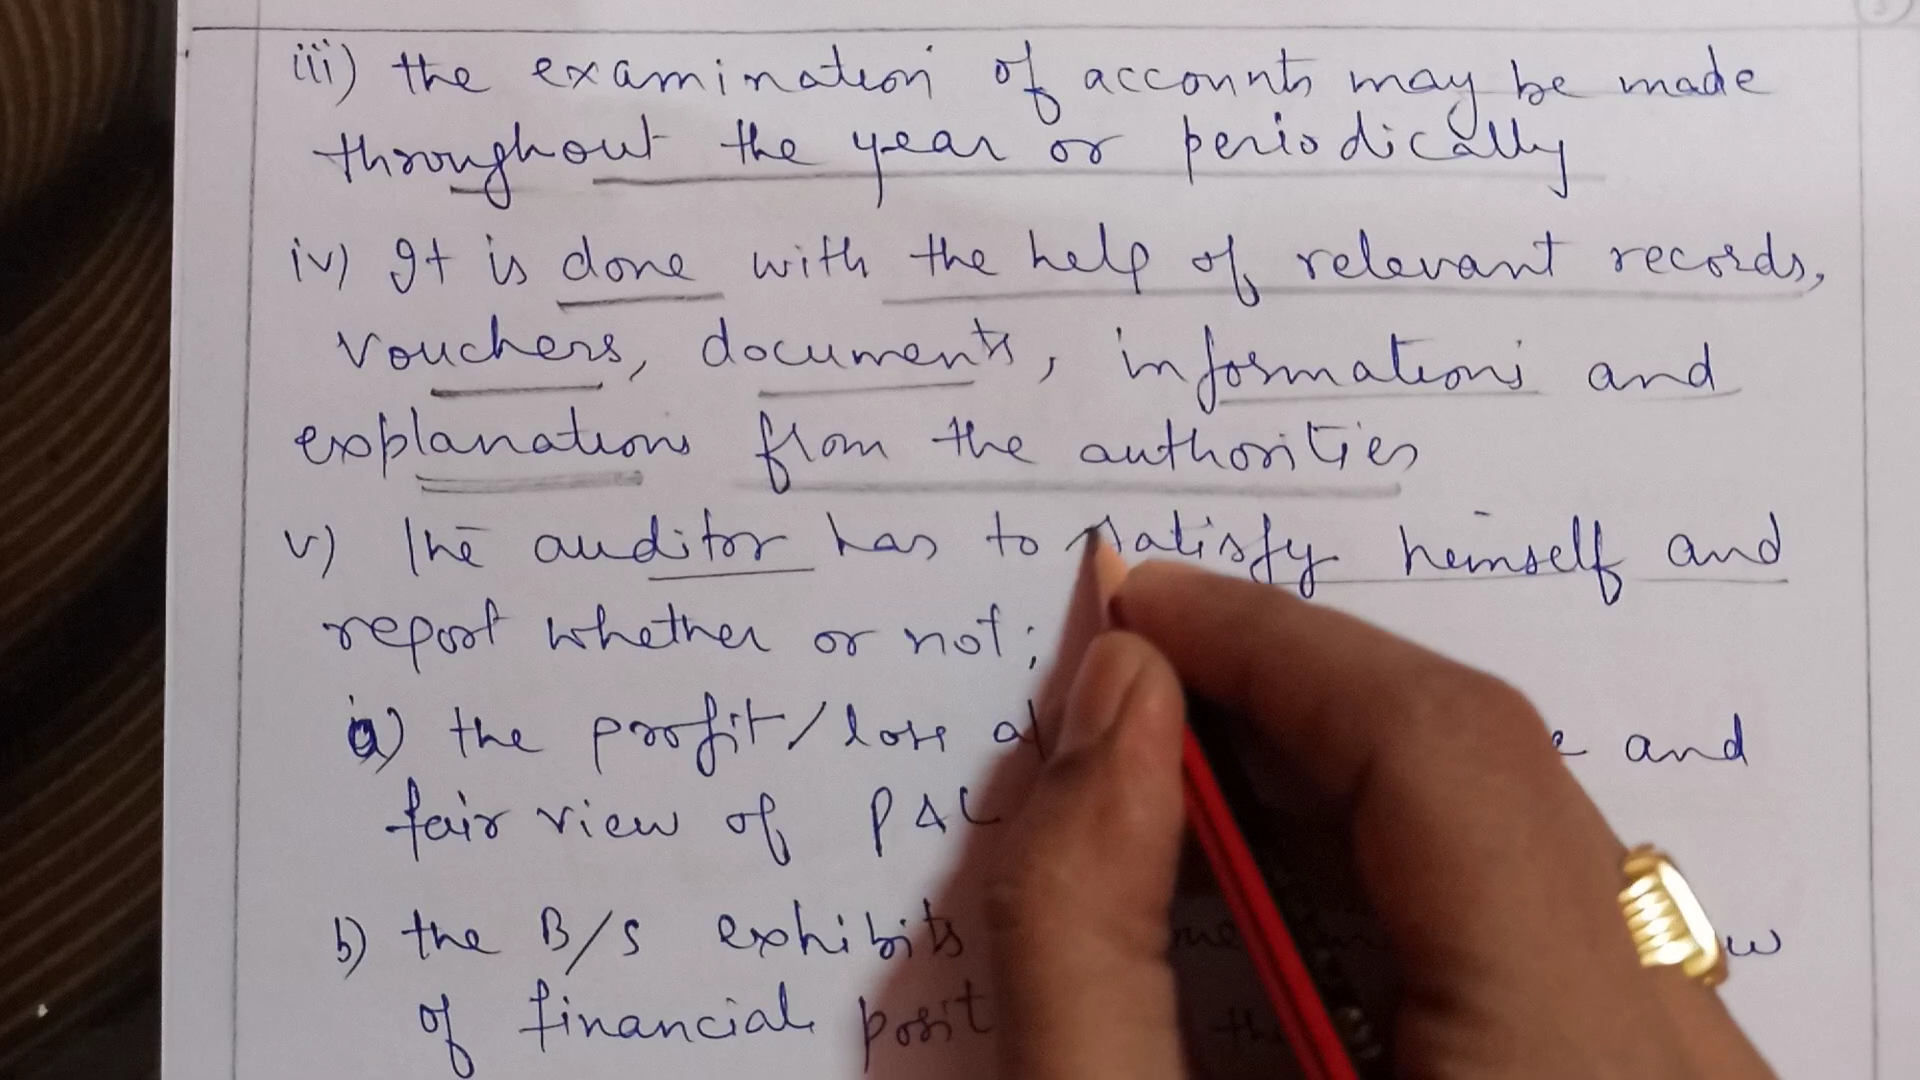 iii) the examination of accounts may be made
throughout the year or periodically
iv) It is done with the help of relevant records,
vouchers, documents, informations and
explanations from the authorities
v) The auditor has to satisfy heimself and
report whether or not;
a) the profit/loss and
fair view of P&L
b) the B/S exhibits
of financial posit